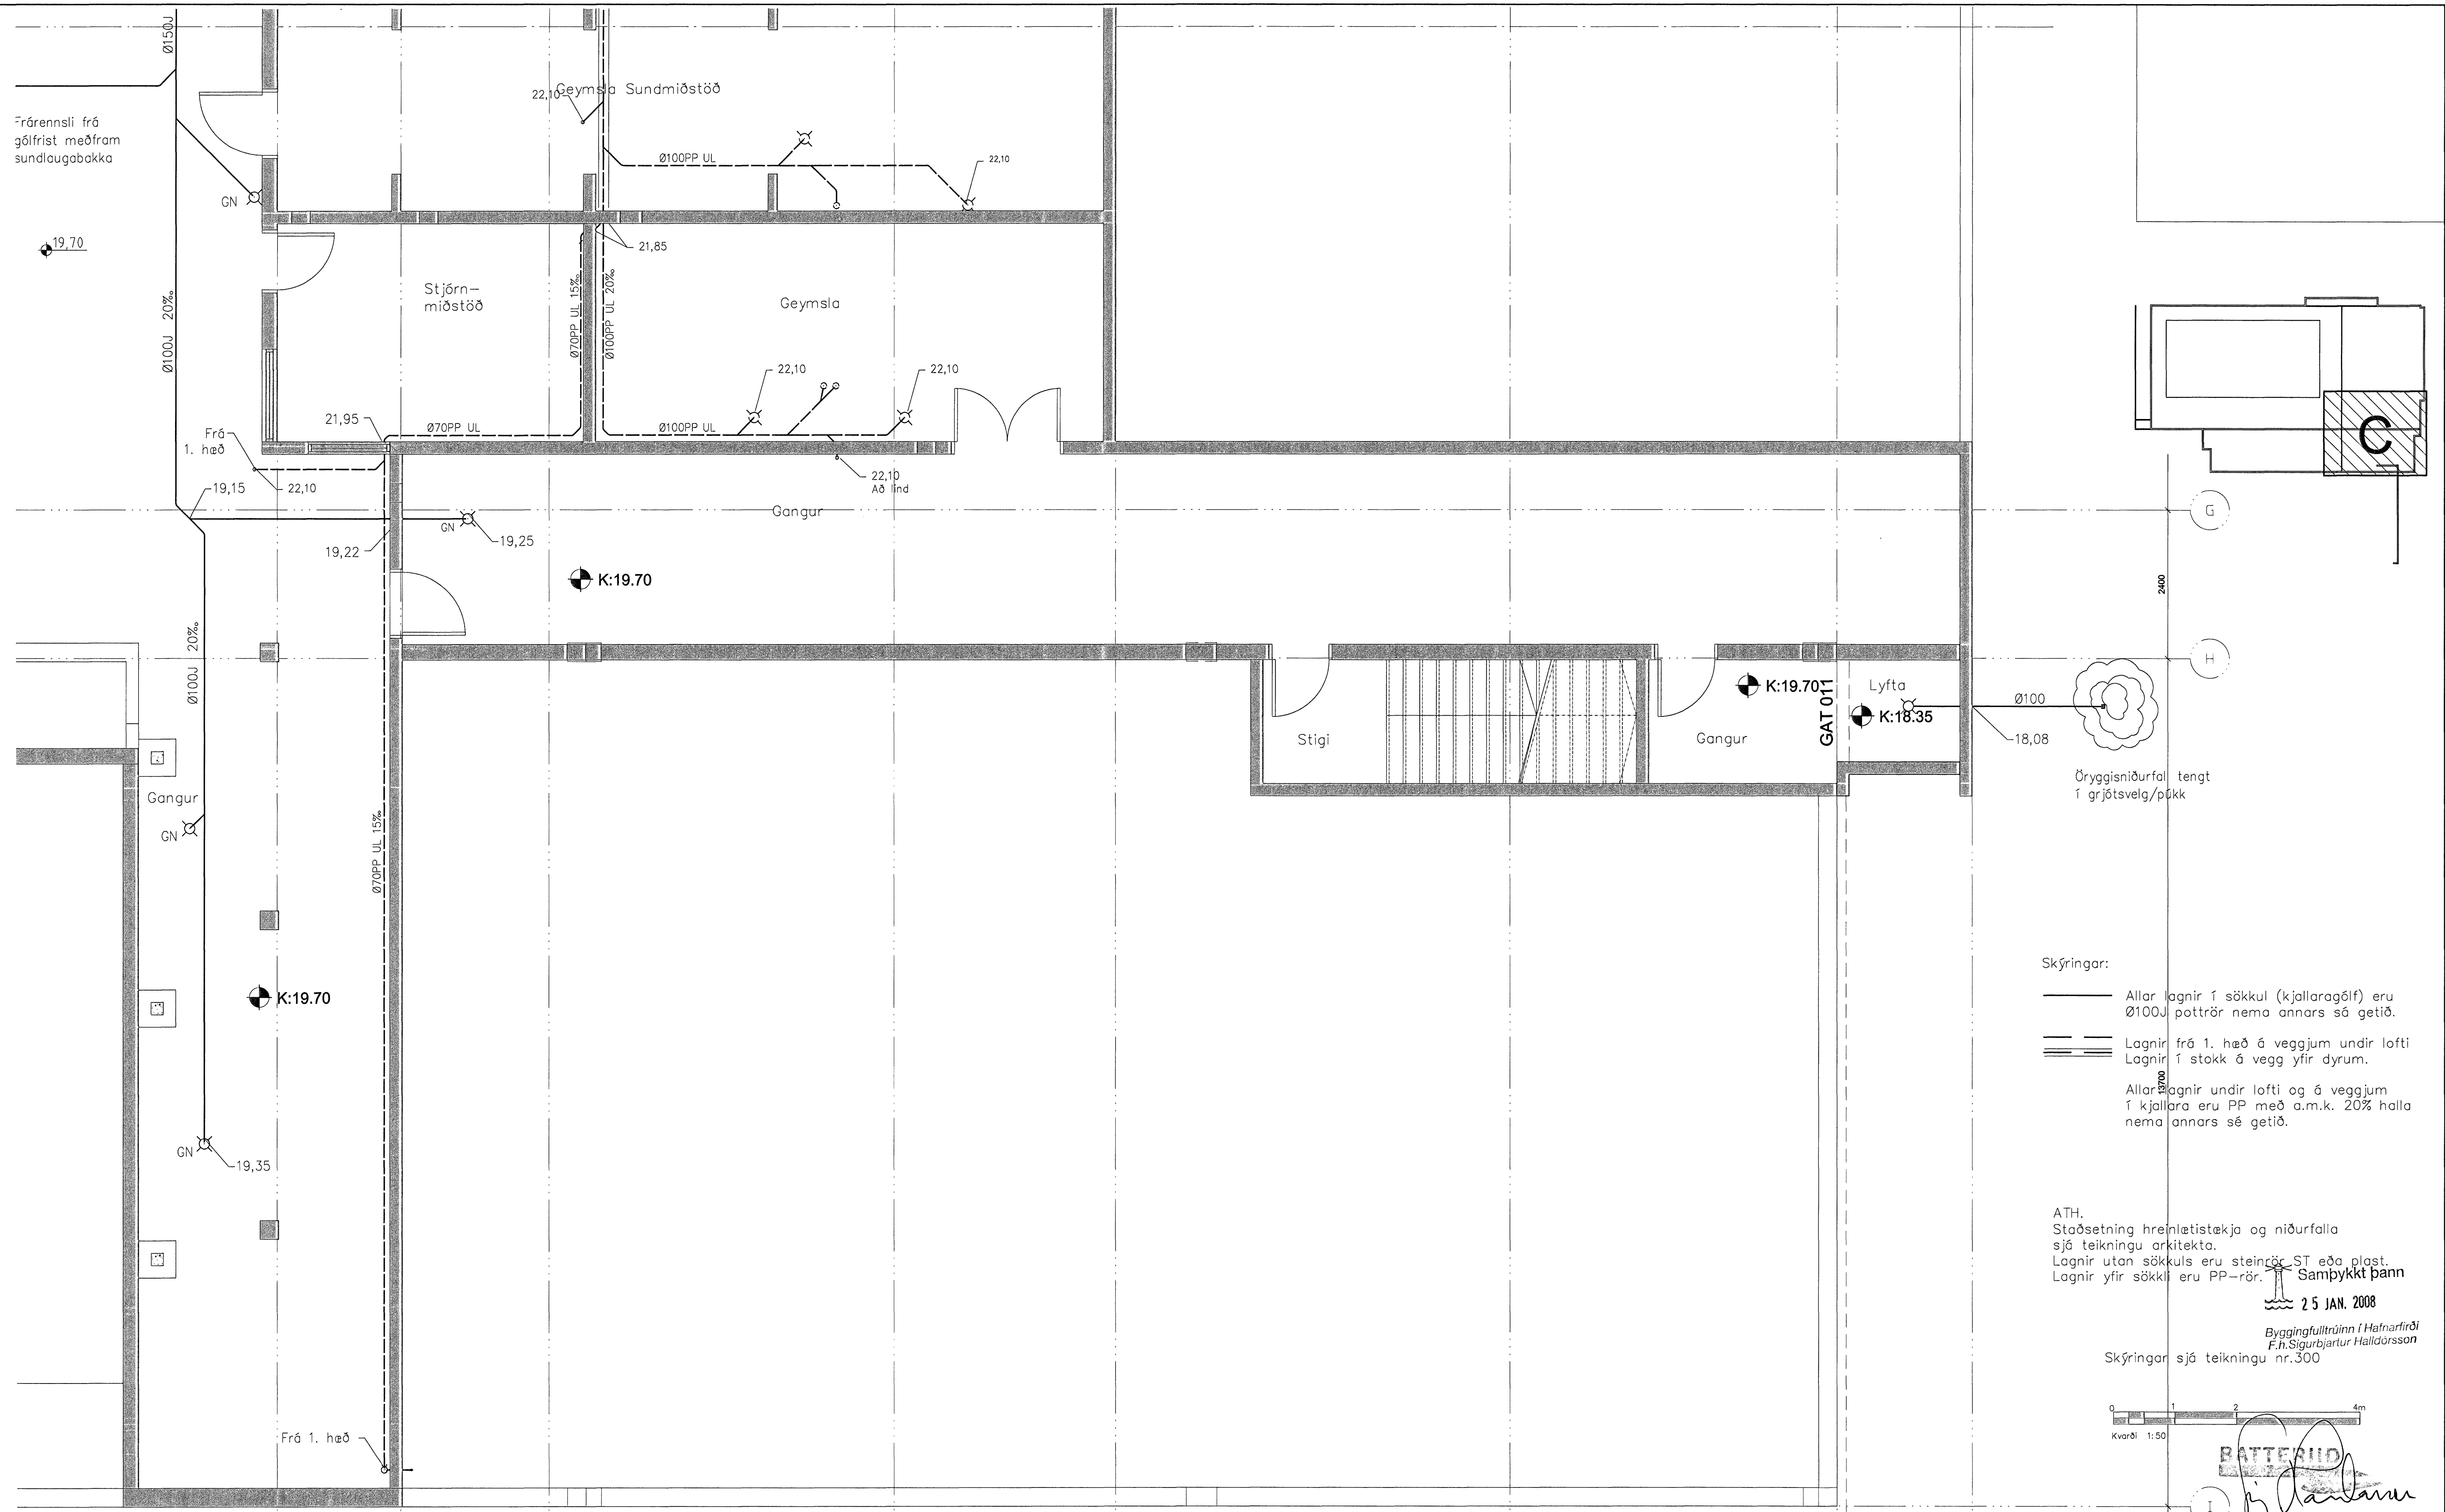 Ø150J
Frárennsli frá
gólfrist meðfram
sundlaugabakka
GN
19,70
Ø100J 20‰
Geymsla Sundmiðstöð
22,10
Ø100PP UL
22,10
21,85
Stjórn-
miðstöð
Ø70PP UL 15‰
Ø100PP UL 20‰
Geymsla
22,10
22,10
21,95
Ø70PP UL
Ø100PP UL
Frá
1. hæð
22,10
19,15
22,10
Að lind
Gangur
GN
19,25
19,22
K:19.70
G
2400
Ø100J 20‰
H
K:19.70
GAT 011
Lyfta
K:18.35
Ø100
18,08
Stigi
Gangur
Öryggisniðurfal tengt
í grjótsvelg/púkk
Gangur
GN
Ø70PP UL 15‰
K:19.70
GN
19,35
Frá 1. hæð
C
Skýringar:
Allar lagnir í sökkul (kjallaragólf) eru
Ø100J pottrör nema annars sá getið.
Lagnir frá 1. hæð á veggjum undir lofti
Lagnir í stokk á vegg yfir dyrum.
13700
Allar lagnir undir lofti og á veggjum
í kjallara eru PP með a.m.k. 20% halla
nema annars sé getið.
ATH.
Staðsetning hreinlætistækja og niðurfalla
sjá teikningu arkitekta.
Lagnir utan sökkuls eru steinrör ST eða plast.
Lagnir yfir sökkli eru PP-rör.
Samþykkt þann
25 JAN. 2008
Byggingfulltrúinn í Hafnarfirði
F.h.Sigurbjartur Halldórsson
Skýringar sjá teikningu nr.300
0 1 2 4m
Kvarði 1:50
BATTERIID
I